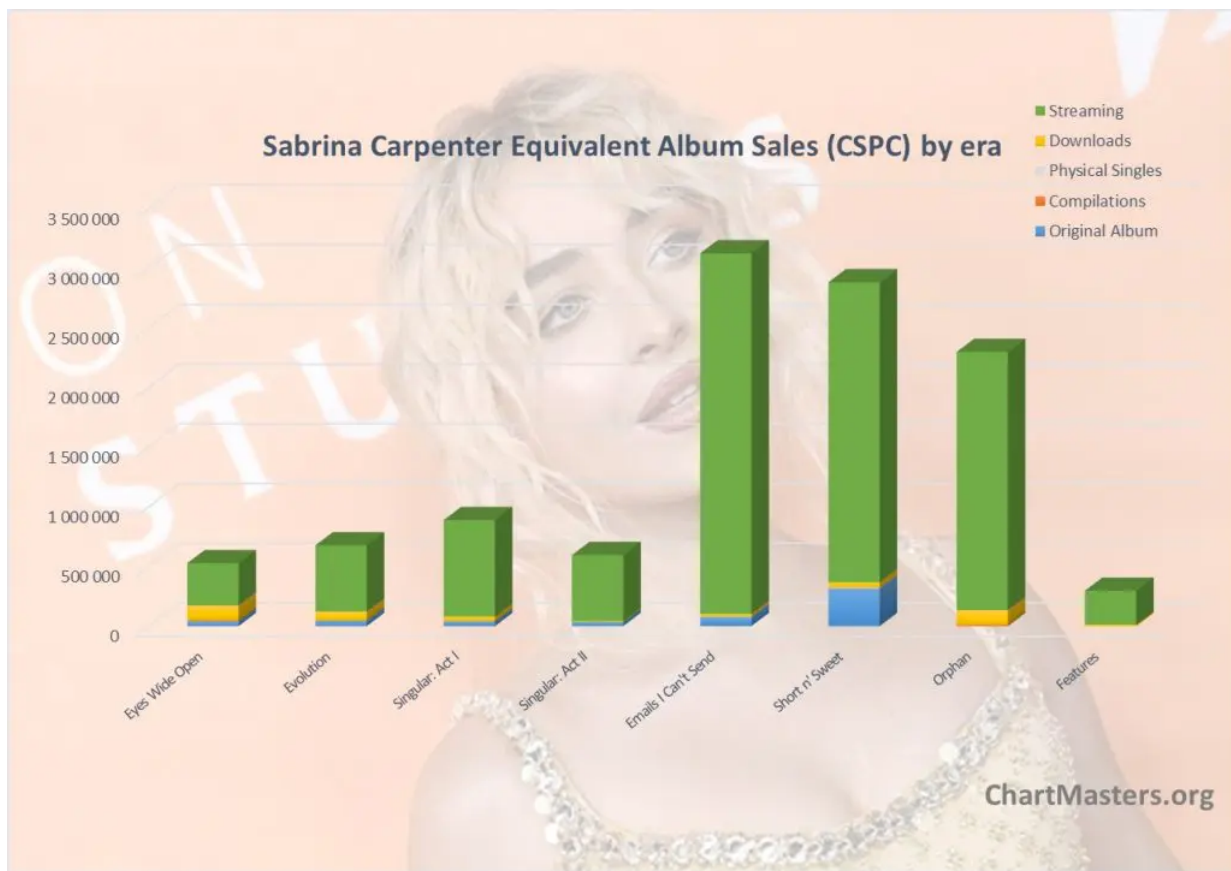 ON
STU
S
Sabrina Carpenter Equivalent Album Sales (CSPC) by era
Streaming
Downloads
Physical Singles
Compilations
Original Album
3 500 000
3 000 000
2 500 000
2 000 000
1 500 000
1 000 000
500 000
0
Eyes Wide Open
Evolution
Singular: Act I
Singular: Act II
Emails I Can't Send
Short n' Sweet
Orphan
Features
ChartMasters.org